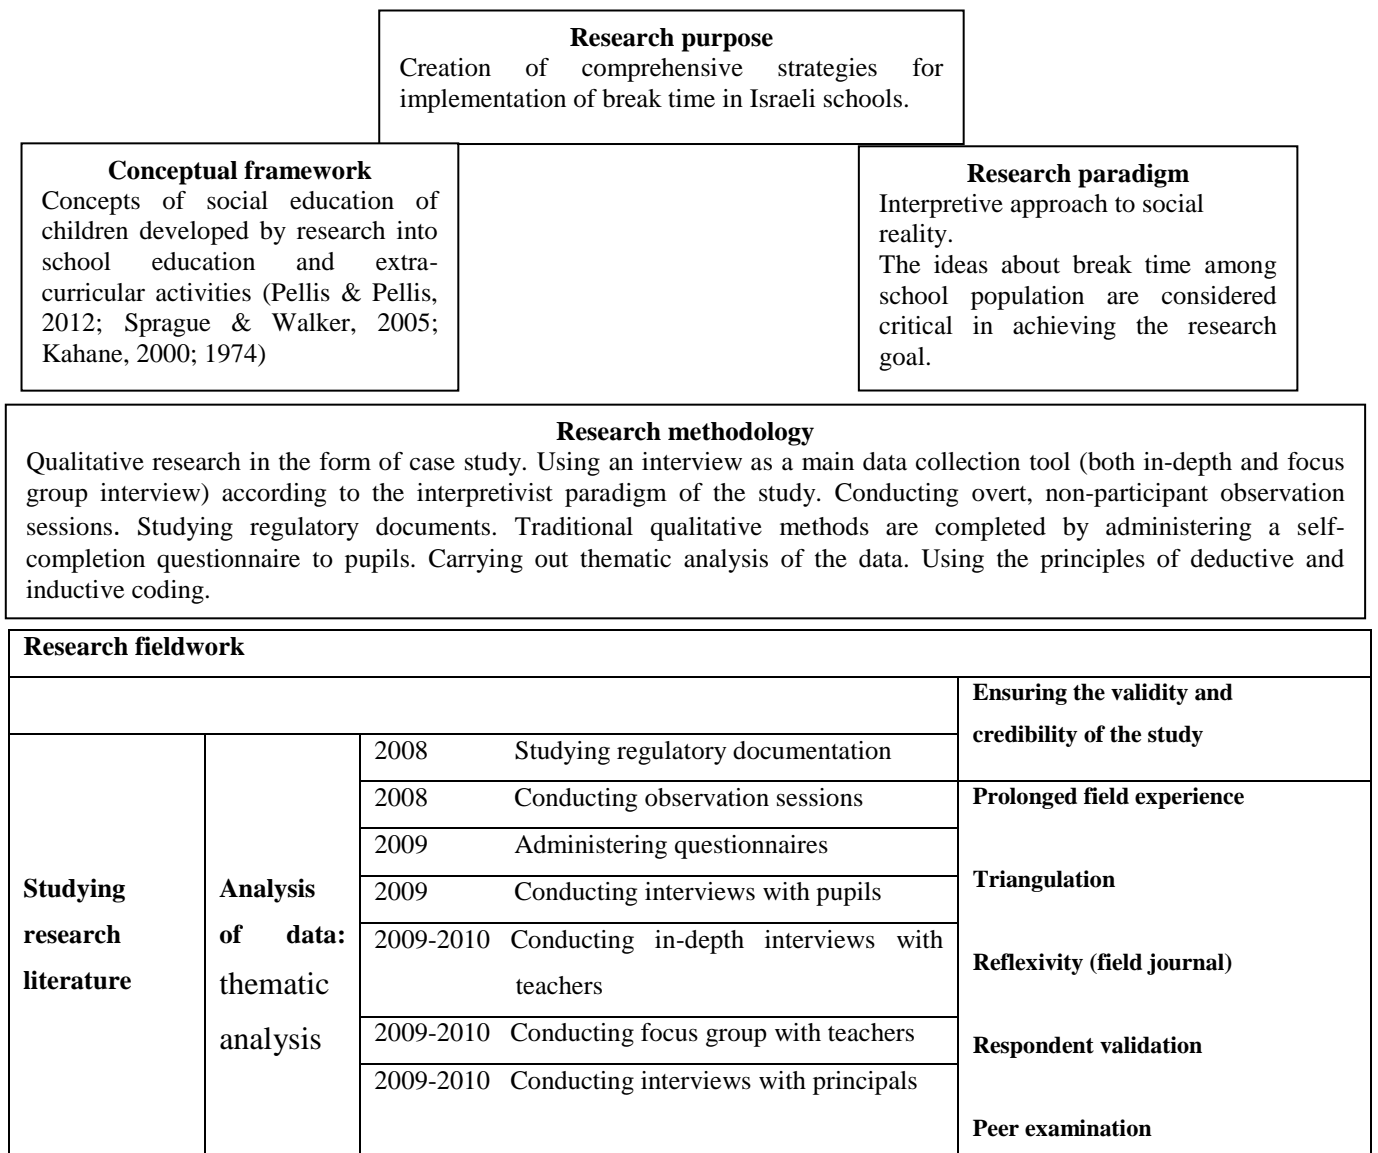 Research purpose
Creation of comprehensive strategies for
implementation of break time in Israeli schools.
Conceptual framework
Concepts of social education of
children developed by research into
school education and extra-
curricular activities (Pellis & Pellis,
2012; Sprague & Walker, 2005;
Kahane, 2000; 1974)
Research paradigm
Interpretive approach to social
reality.
The ideas about break time among
school population are considered
critical in achieving the research
goal.
Research methodology
Qualitative research in the form of case study. Using an interview as a main data collection tool (both in-depth and focus
group interview) according to the interpretivist paradigm of the study. Conducting overt, non-participant observation
sessions. Studying regulatory documents. Traditional qualitative methods are completed by administering a self-
completion questionnaire to pupils. Carrying out thematic analysis of the data. Using the principles of deductive and
inductive coding.
Research fieldwork
Studying
research
literature
Analysis
of data:
thematic
analysis
2008 Studying regulatory documentation
2008 Conducting observation sessions
2009 Administering questionnaires
2009 Conducting interviews with pupils
2009-2010 Conducting in-depth interviews with
teachers
2009-2010 Conducting focus group with teachers
2009-2010 Conducting interviews with principals
Ensuring the validity and
credibility of the study
Prolonged field experience
Triangulation
Reflexivity (field journal)
Respondent validation
Peer examination